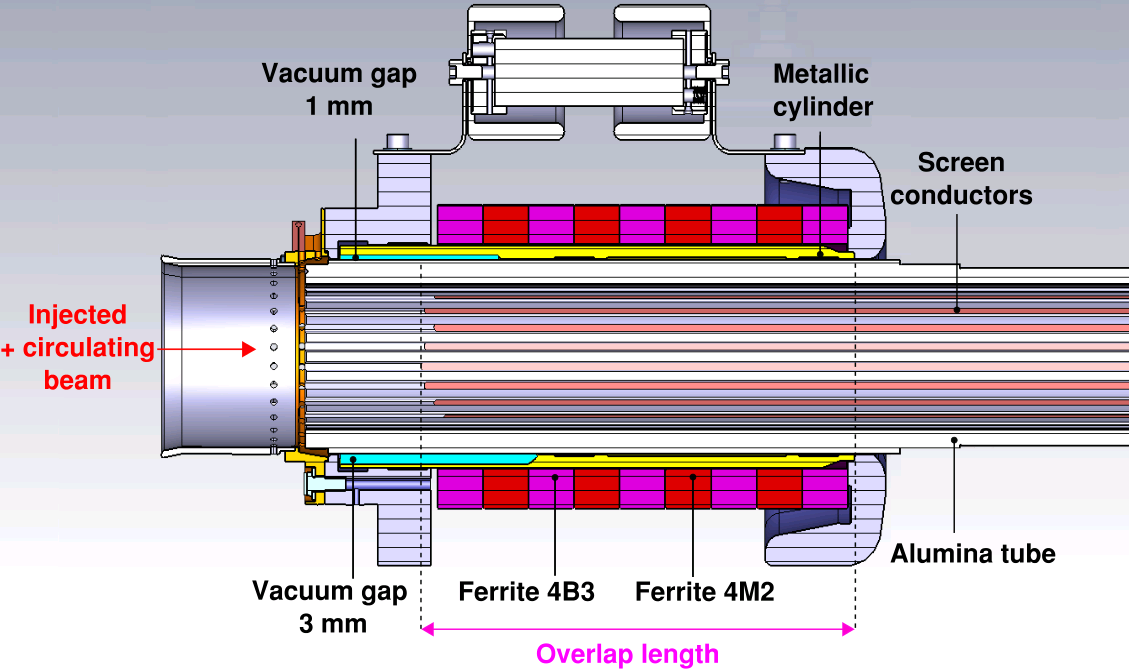 Vacuum gap
1 mm
Metallic
cylinder
Screen
conductors
Injected
+ circulating
beam
Alumina tube
Vacuum gap
3 mm
Ferrite 4B3
Ferrite 4M2
Overlap length